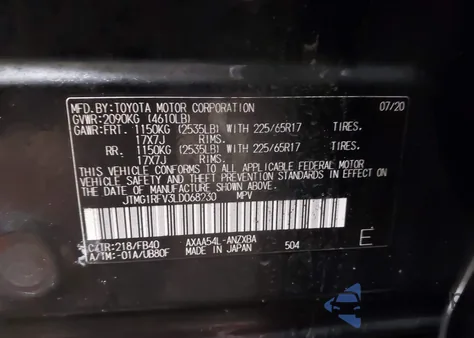 MFD.BY:TOYOTA MOTOR CORPORATION 07/20
GVWR:2090KG (4610LB)
GAWR:FRT. 1150KG (2535LB) WITH 225/65R17 TIRES,
17X7J RIMS
RR. 1150KG (2535LB) WITH 225/65R17 TIRES,
17X7J RIMS
THIS VEHICLE CONFORMS TO ALL APPLICABLE FEDERAL MOTOR
VEHICLE SAFETY AND THEFT PREVENTION STANDARDS IN EFFECT ON
THE DATE OF MANUFACTURE SHOWN ABOVE.
JTMG1RFV3LD068230 MPV
C/TR:218/FB40 AXAA54L-ANZXBA 504 E
A/TM:-01A/UB80F MADE IN JAPAN